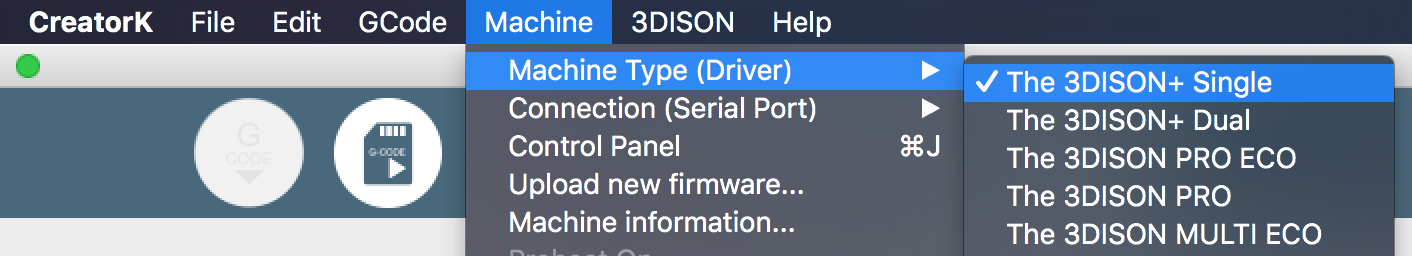 CreatorK File Edit GCode Machine 3DISON Help
Machine Type (Driver)
Connection (Serial Port)
Control Panel ⌘J
Upload new firmware...
Machine information...
The 3DISON+ Single
The 3DISON+ Dual
The 3DISON PRO ECO
The 3DISON PRO
The 3DISON MULTI ECO
G
CODE
G-CODE